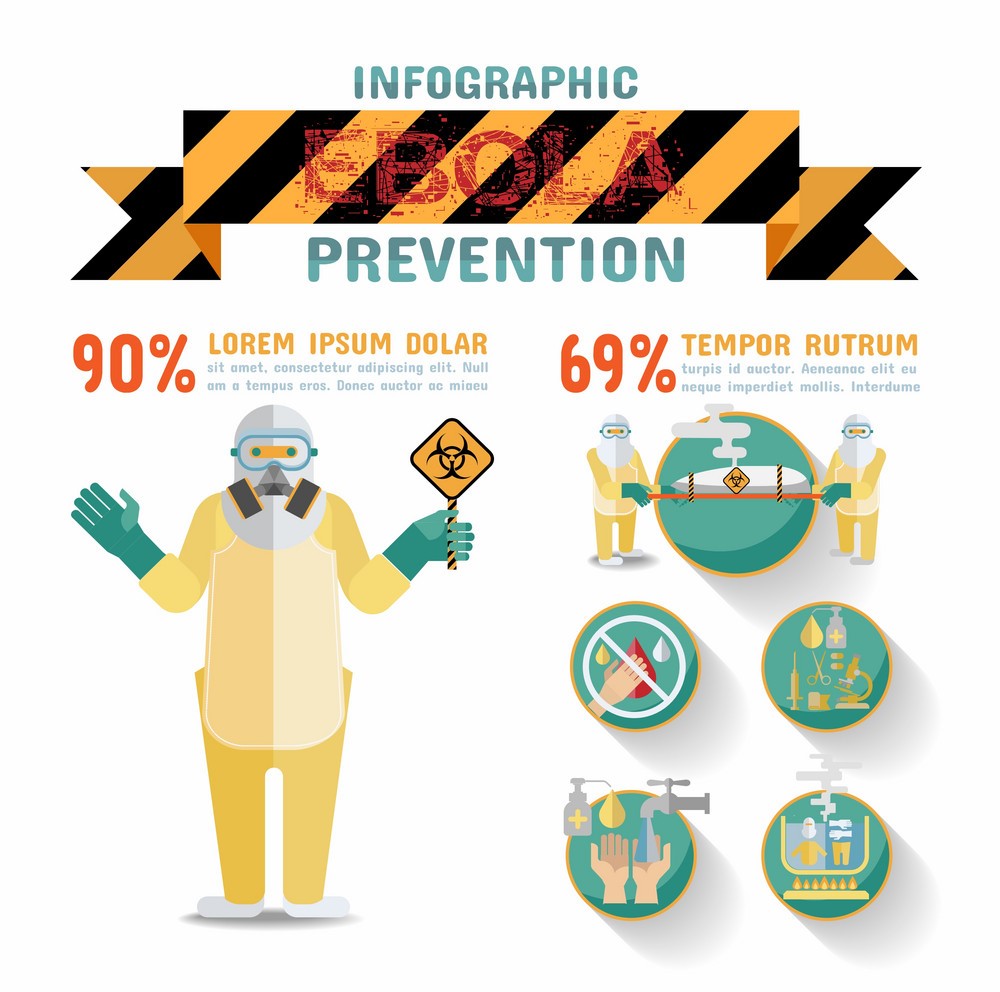 INFOGRAPHIC
EBOLA
PREVENTION
90% LOREM IPSUM DOLAR
sit amet, consectetur adipiscing elit. Null
am a tempus eros. Donec auctor ac miaeu
69% TEMPOR RUTRUM
turpis id auctor. Aeneanac elit eu
neque imperdiet mollis. Interdume